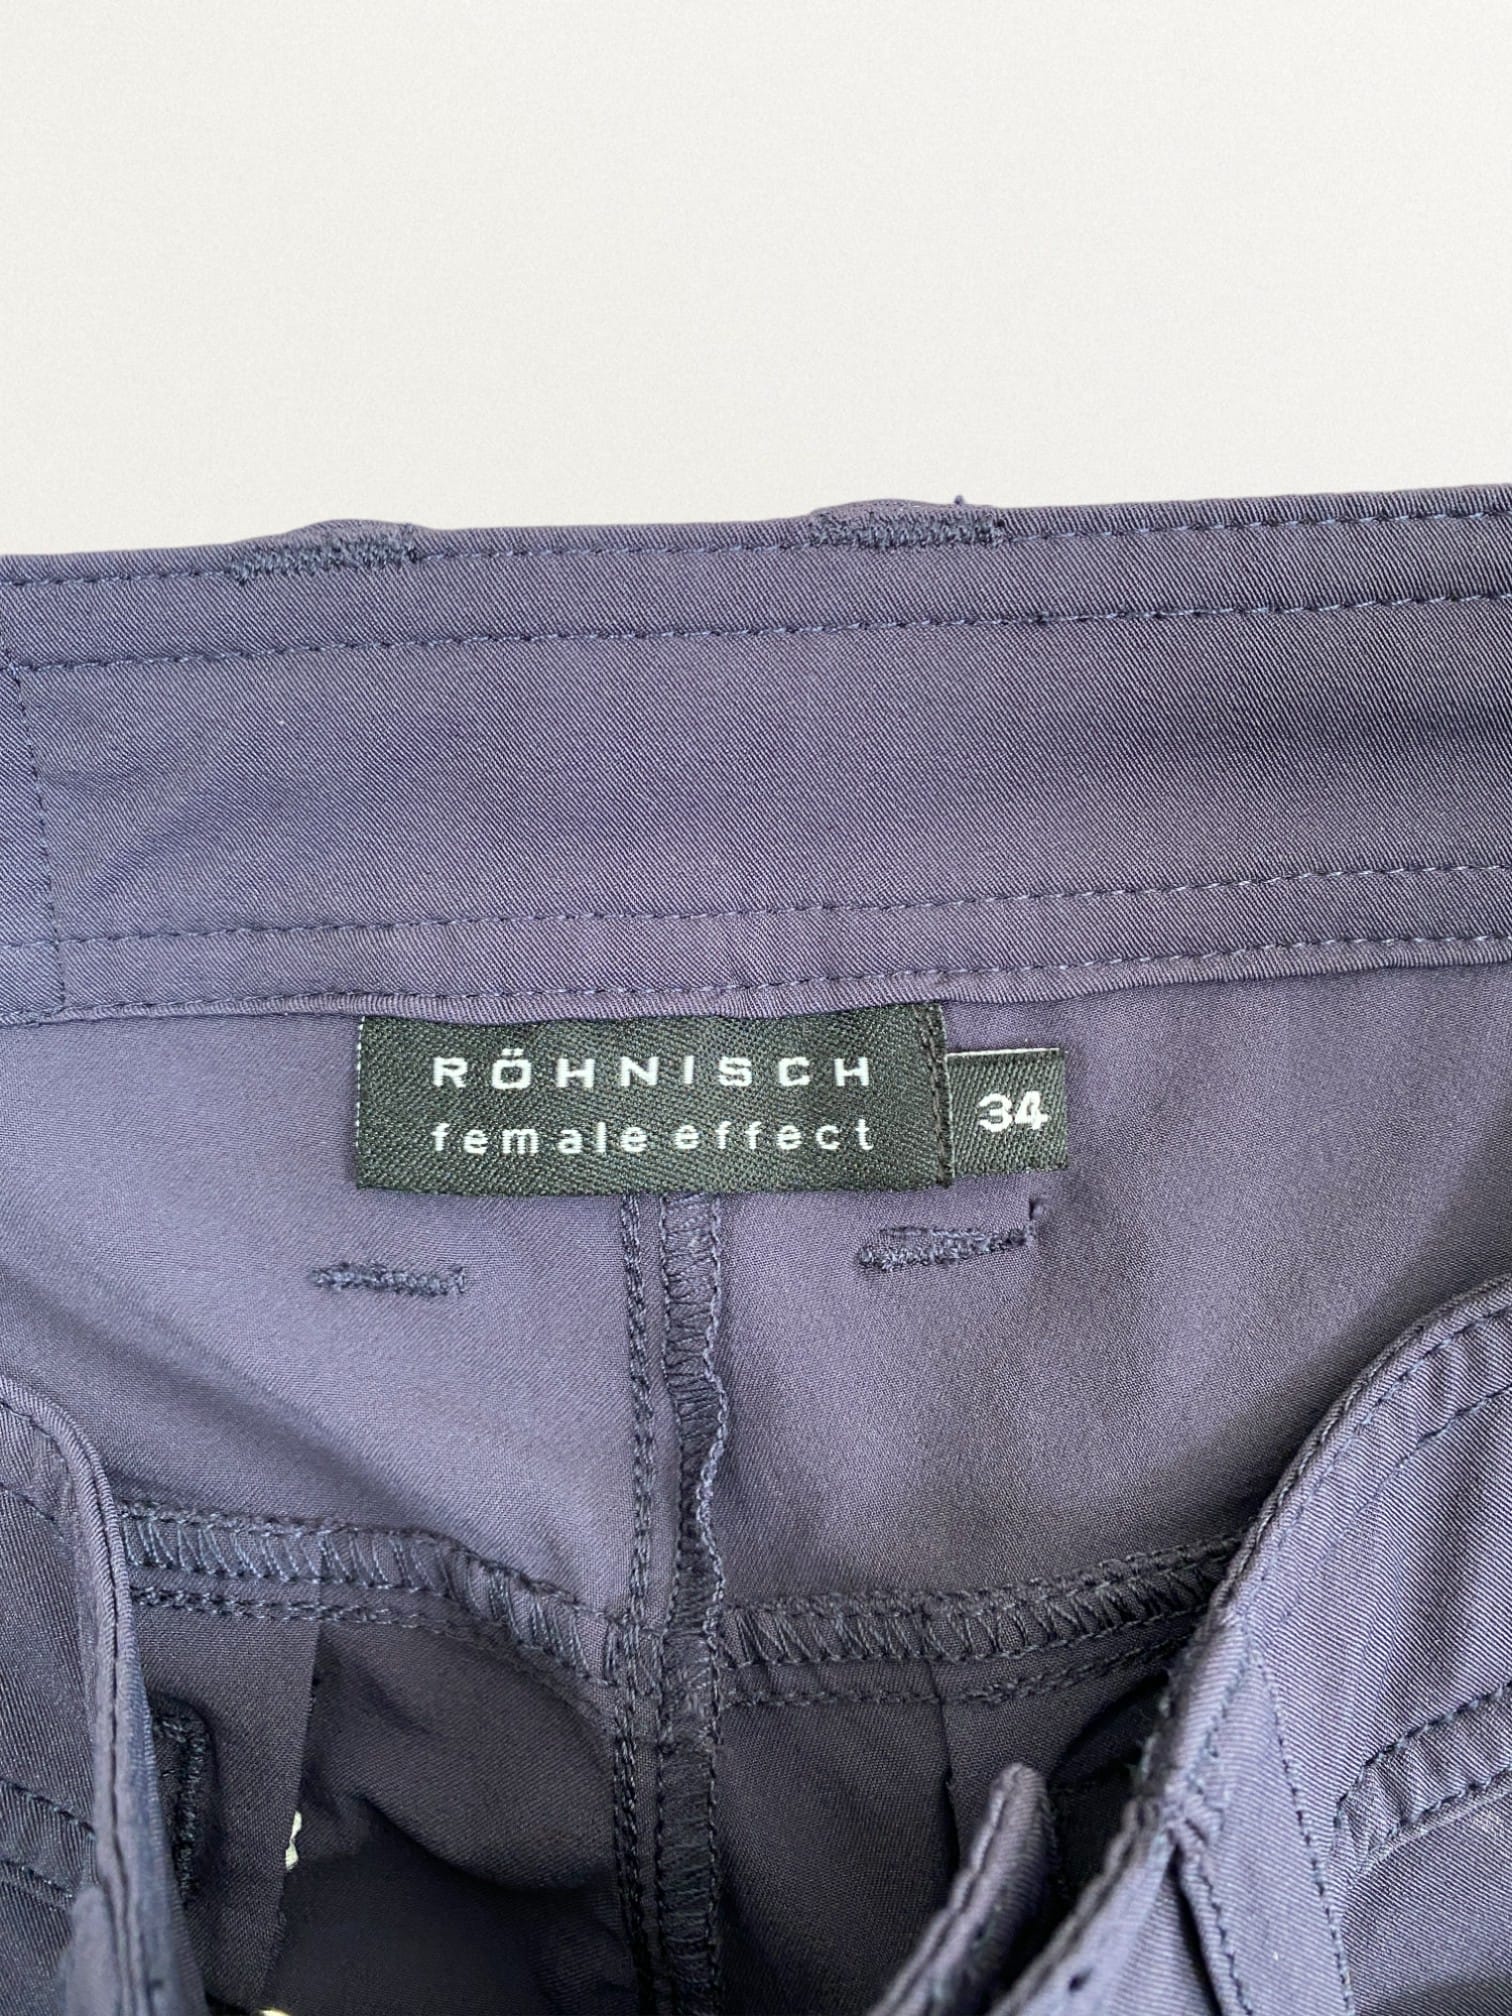 RÖHNISCH
female effect
34